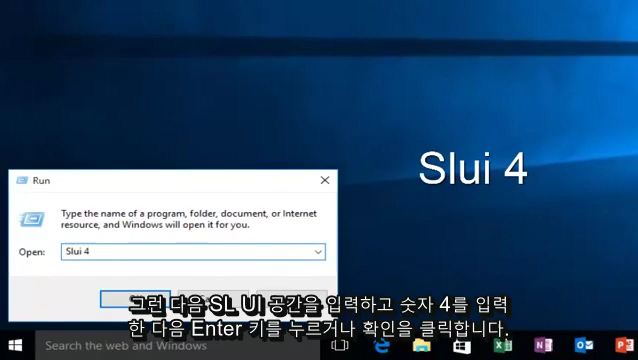 Slui 4
Run
Type the name of a program, folder, document, or Internet
resource, and Windows will open it for you.
Open:
Slui 4
그런 다음 SL UI 공간을 입력하고 숫자 4를 입력
한 다음 Enter 키를 누르거나 확인을 클릭합니다.
Search the web and Windows